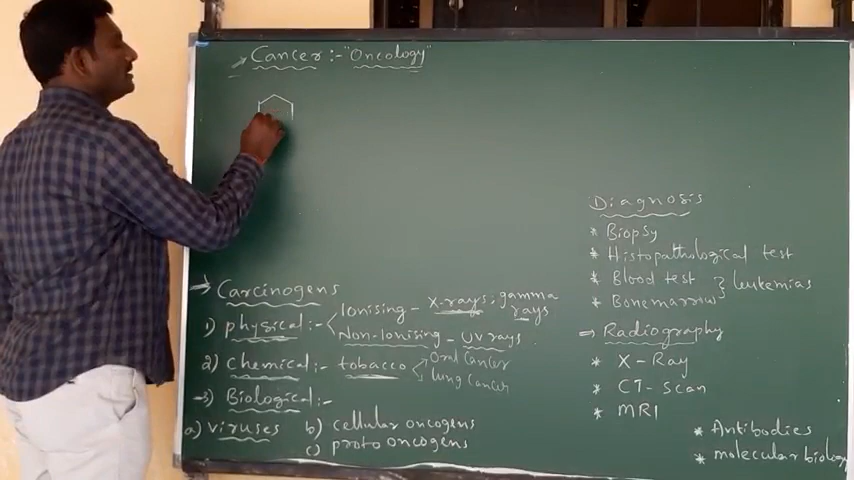 → Cancer :- "Oncology"
→ Carcinogens
1) physical :- Ionising - X-rays, gamma rays
Non-Ionising - UV rays
2) Chemical :- tobacco Oral Cancer
lung Cancer
→3) Biological :-
a) viruses b) cellular oncogens
c) proto oncogens
Diagnosis
* Biopsy
* Histopathological test
* Blood test } leukemias
* Bonemarrow
⇒ Radiography
* X-Ray
* CT-Scan
* MRI
* Antibodies
* molecular biology